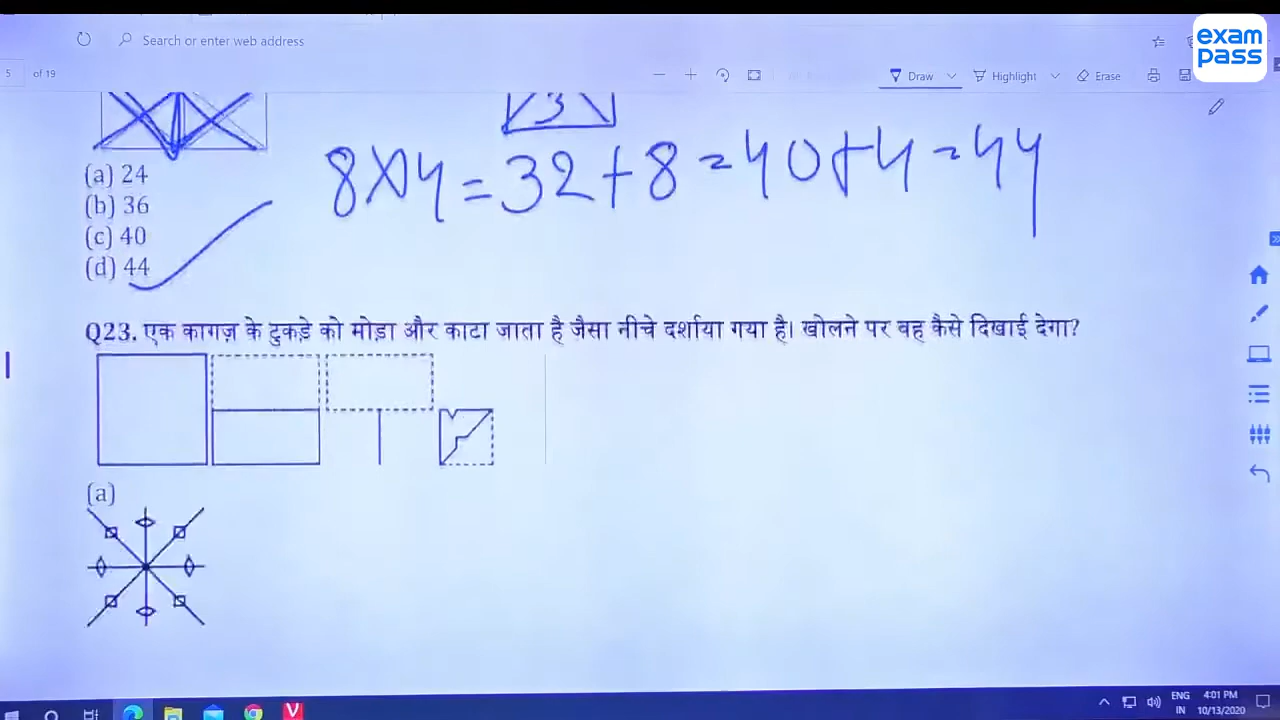 exam
pass
Search or enter web address
5 of 19
Draw
Highlight
Erase
3
8×4 = 32 + 8 = 40 + 4 = 44
(a) 24
(b) 36
(c) 40
(d) 44
Q23. एक कागज़ के टुकड़े को मोड़ा और काटा जाता है जैसा नीचे दर्शाया गया है। खोलने पर वह कैसे दिखाई देगा?
(a)
ENG
IN
4:01 PM
10/13/2020